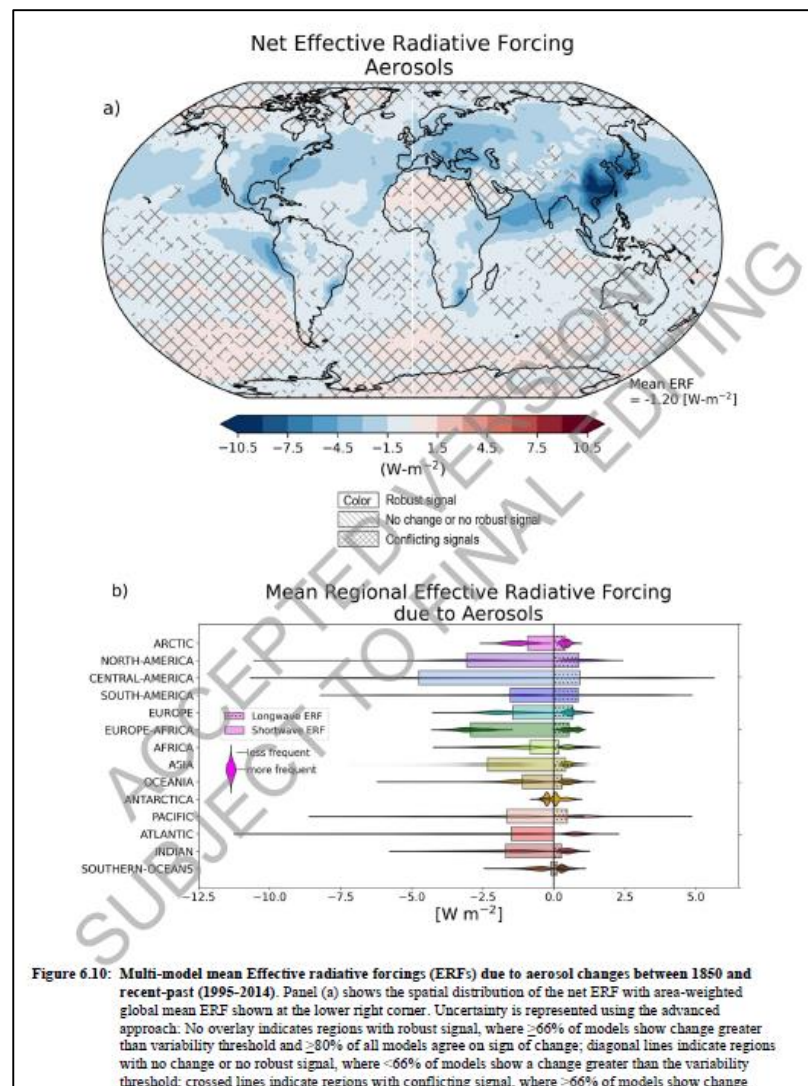 Net Effective Radiative Forcing
Aerosols
a)
Mean ERF
= -1.20 [W-m⁻²]
−10.5 −7.5 −4.5 −1.5 1.5 4.5 7.5 10.5
(W-m⁻²)
Color Robust signal
No change or no robust signal
Conflicting signals
b)
Mean Regional Effective Radiative Forcing
due to Aerosols
ARCTIC
NORTH-AMERICA
CENTRAL-AMERICA
SOUTH-AMERICA
EUROPE
EUROPE-AFRICA
AFRICA
ASIA
OCEANIA
ANTARCTICA
PACIFIC
ATLANTIC
INDIAN
SOUTHERN-OCEANS
Longwave ERF
Shortwave ERF
less frequent
more frequent
−12.5 −10.0 −7.5 −5.0 −2.5 0.0 2.5 5.0
[W m⁻²]
ACCEPTED VERSION
SUBJECT TO FINAL EDITING
Figure 6.10: Multi-model mean Effective radiative forcings (ERFs) due to aerosol changes between 1850 and
recent-past (1995-2014). Panel (a) shows the spatial distribution of the net ERF with area-weighted
global mean ERF shown at the lower right corner. Uncertainty is represented using the advanced
approach: No overlay indicates regions with robust signal, where ≥66% of models show change greater
than variability threshold and ≥80% of all models agree on sign of change; diagonal lines indicate regions
with no change or no robust signal, where <66% of models show a change greater than the variability
threshold; crossed lines indicate regions with conflicting signal, where ≥66% of models show change